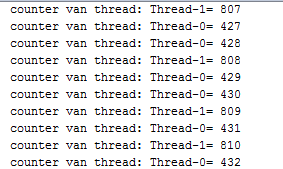 counter van thread: Thread-1= 807
counter van thread: Thread-0= 427
counter van thread: Thread-0= 428
counter van thread: Thread-1= 808
counter van thread: Thread-0= 429
counter van thread: Thread-0= 430
counter van thread: Thread-1= 809
counter van thread: Thread-0= 431
counter van thread: Thread-1= 810
counter van thread: Thread-0= 432